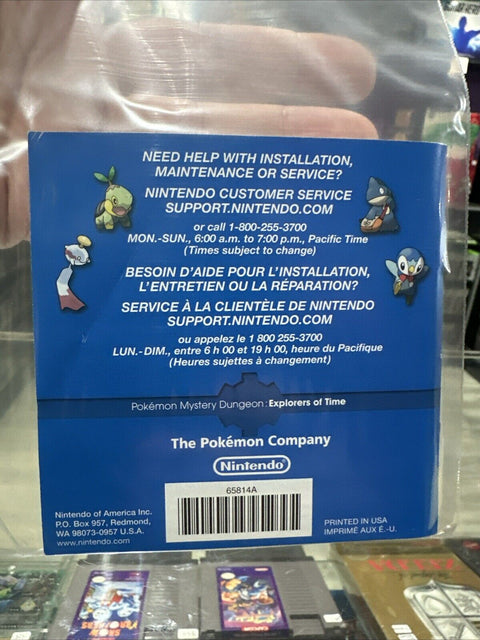 NEED HELP WITH INSTALLATION,
MAINTENANCE OR SERVICE?
NINTENDO CUSTOMER SERVICE
SUPPORT.NINTENDO.COM
or call 1-800-255-3700
MON.-SUN., 6:00 a.m. to 7:00 p.m., Pacific Time
(Times subject to change)
BESOIN D'AIDE POUR L'INSTALLATION,
L'ENTRETIEN OU LA RÉPARATION?
SERVICE À LA CLIENTÈLE DE NINTENDO
SUPPORT.NINTENDO.COM
ou appelez le 1 800 255-3700
LUN.-DIM., entre 6 h 00 et 19 h 00, heure du Pacifique
(Heures sujettes à changement)
Pokémon Mystery Dungeon: Explorers of Time
The Pokémon Company
Nintendo
65814A
Nintendo of America Inc.
P.O. Box 957, Redmond,
WA 98073-0957 U.S.A.
www.nintendo.com
PRINTED IN USA
IMPRIMÉ AUX É.-U.